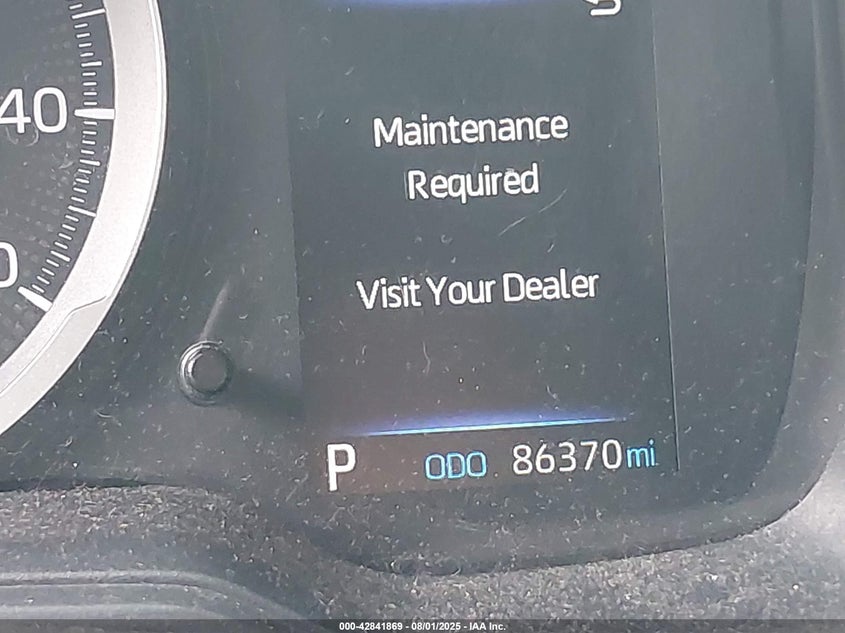 40
Maintenance
Required
Visit Your Dealer
P ODO 86370 mi
000-42841869 - 08/01/2025 - IAA Inc.